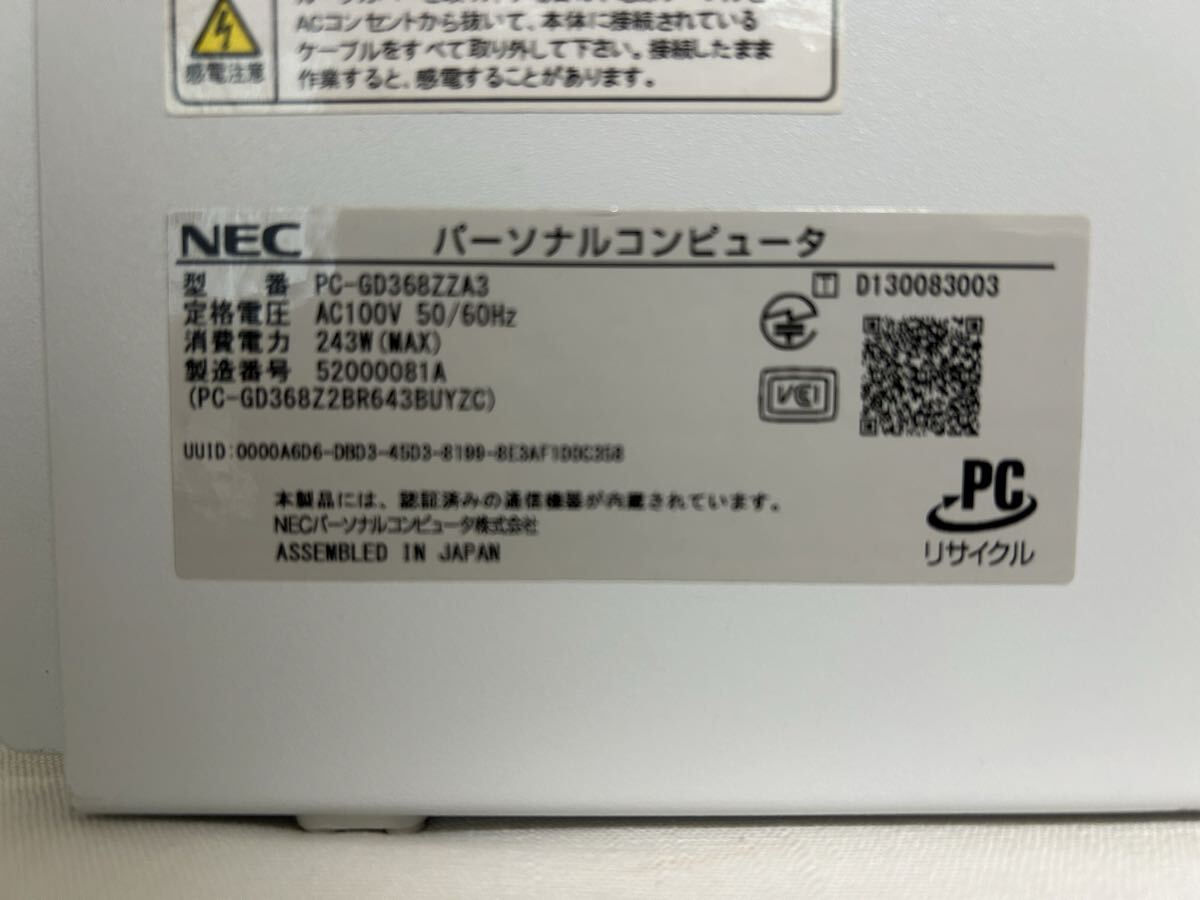 ACコンセントから抜いて、本体に接続されている
ケーブルをすべて取り外して下さい。接続したまま
作業すると、感電することがあります。
感電注意
NEC パーソナルコンピュータ
型 番 PC-GD368ZZA3
定格電圧 AC100V 50/60Hz
消費電力 243W(MAX)
製造番号 52000081A
(PC-GD368Z2BR643BUYZC)
T D130083003
VCI
UUID:0000A6D6-DBD3-45D3-8199-8E3AF1DDC358
本製品には、認証済みの通信機器が内蔵されています。
NECパーソナルコンピュータ株式会社
ASSEMBLED IN JAPAN
PC
リサイクル